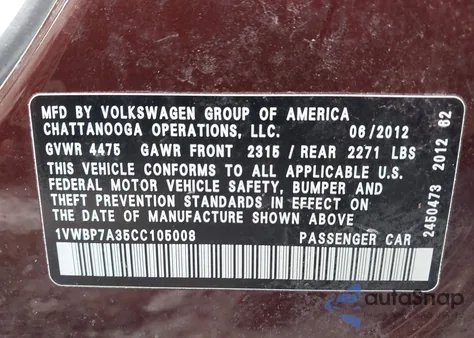 MFD BY VOLKSWAGEN GROUP OF AMERICA
CHATTANOOGA OPERATIONS, LLC. 06/2012
GVWR 4475 GAWR FRONT 2315 / REAR 2271 LBS
THIS VEHICLE CONFORMS TO ALL APPLICABLE U.S.
FEDERAL MOTOR VEHICLE SAFETY, BUMPER AND
THEFT PREVENTION STANDARDS IN EFFECT ON THE
DATE OF MANUFACTURE SHOWN ABOVE
1VWBP7A35CC105008 PASSENGER CAR
2450473 2012 62
autoSnap